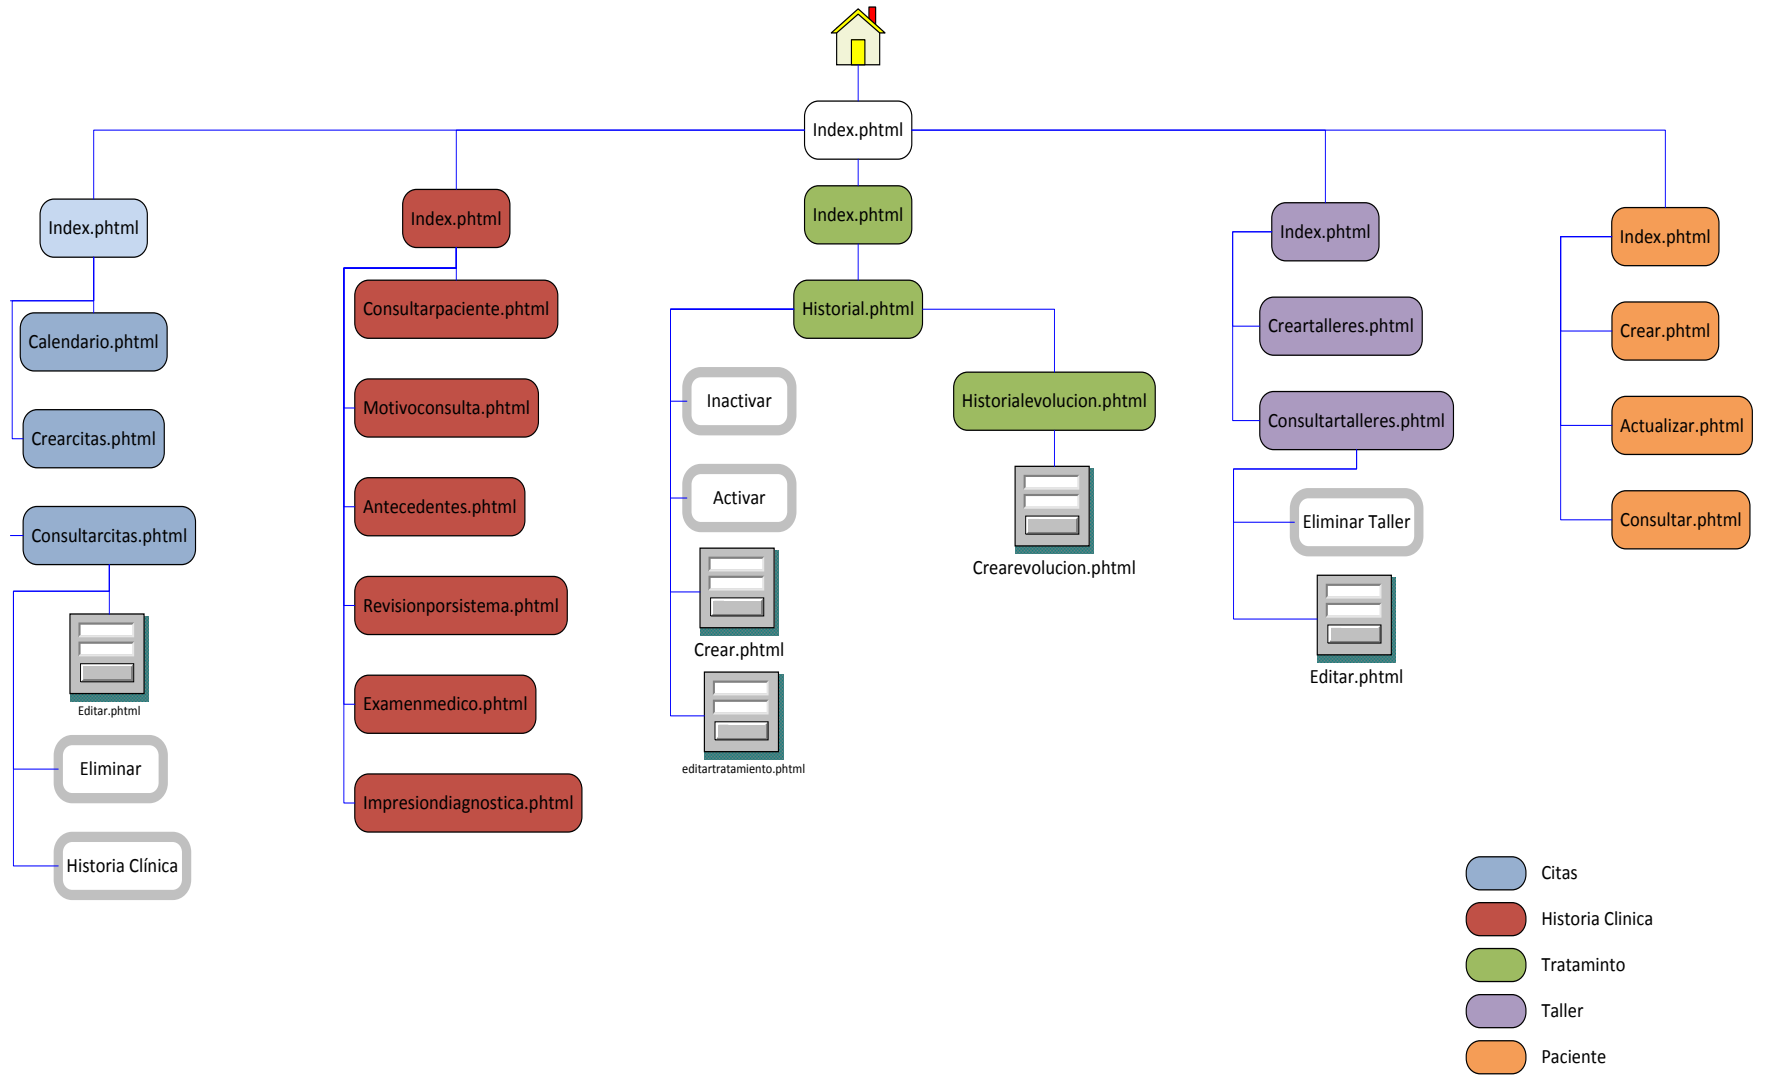 Index.phtml
Index.phtml
Calendario.phtml
Crearcitas.phtml
Consultarcitas.phtml
Editar.phtml
Eliminar
Historia Clínica
Index.phtml
Consultarpaciente.phtml
Motivoconsulta.phtml
Antecedentes.phtml
Revisionporsistema.phtml
Examenmedico.phtml
Impresiondiagnostica.phtml
Index.phtml
Historial.phtml
Inactivar
Activar
Crear.phtml
editartratamiento.phtml
Historialevolucion.phtml
Crearevolucion.phtml
Index.phtml
Creartalleres.phtml
Consultartalleres.phtml
Eliminar Taller
Editar.phtml
Index.phtml
Crear.phtml
Actualizar.phtml
Consultar.phtml
Citas
Historia Clinica
Trataminto
Taller
Paciente